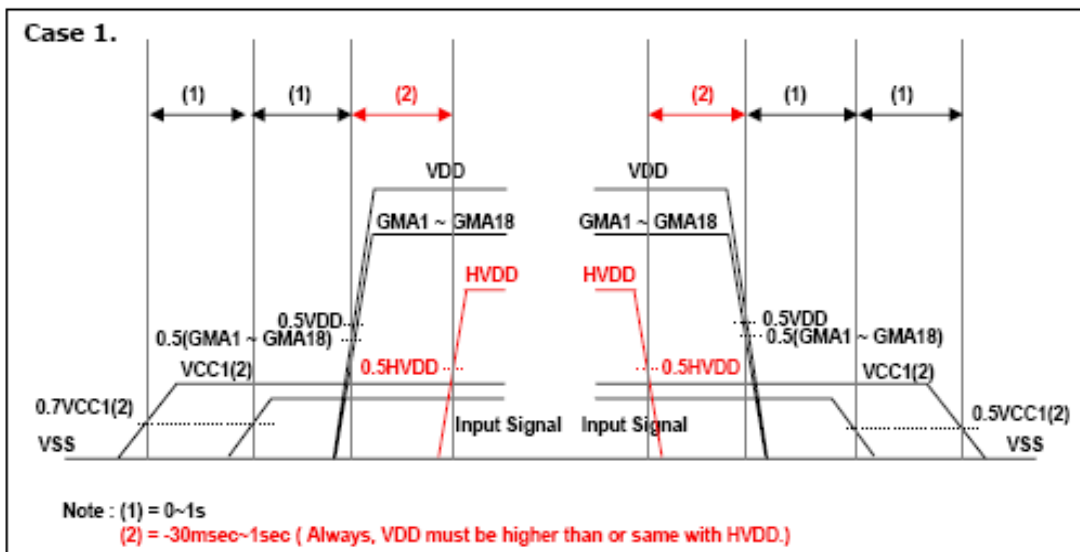 Case 1.
(1) (1) (2) (2) (1) (1)
VDD VDD
GMA1 ~ GMA18 GMA1 ~ GMA18
HVDD HVDD
0.5VDD 0.5VDD
0.5(GMA1 ~ GMA18) 0.5(GMA1 ~ GMA18)
VCC1(2) 0.5HVDD 0.5HVDD VCC1(2)
0.7VCC1(2) 0.5VCC1(2)
Input Signal Input Signal
VSS VSS
Note : (1) = 0~1s
(2) = -30msec~1sec ( Always, VDD must be higher than or same with HVDD.)